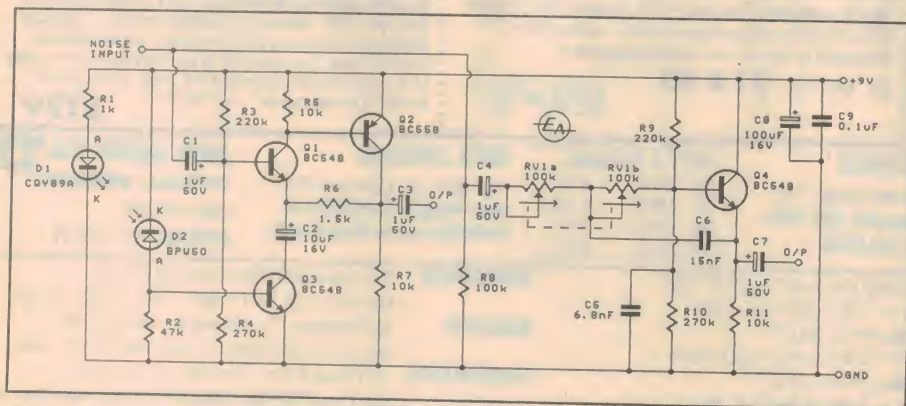 NOISE
INPUT
R1
1k
A
D1
CQY89A
K
K
D2
BPW50
A
R2
47k
C1
1uF
50V
R3
220k
R4
270k
R5
10k
Q1
BC548
Q2
BC558
R6
1.5k
C2
10uF
16V
Q3
BC548
C3
1uF
50V
O/P
R7
10k
C4
1uF
50V
R8
100k
EA
RV1a
100k
RV1b
100k
R9
220k
C5
6.8nF
C6
15nF
R10
270k
Q4
BC548
C7
1uF
50V
O/P
R11
10k
C8
100uF
16V
C9
0.1uF
+9V
GND